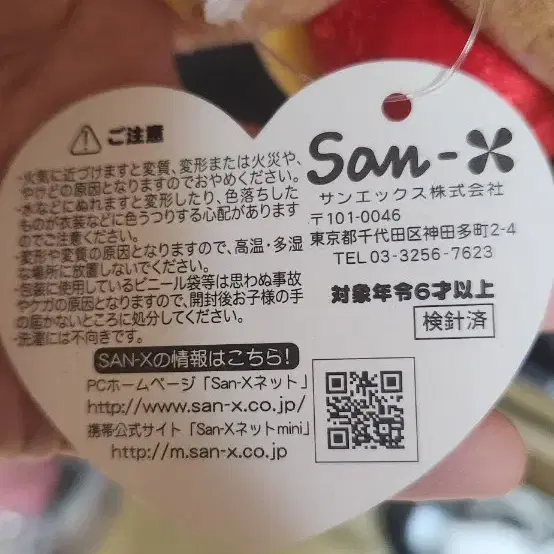 ご注意
・火気に近づけますと変質、変形または火災や、
やけどの原因となりますのでおやめください。
・水などにぬれますと変形したり、色落ちした
ものが衣装などに色うつりする心配があります
のでご注意ください。
・変形や変質の原因となりますので、高温・多湿
な場所に放置しないでください。
・包装に使用しているビニール袋等は思わぬ事故
やケガの原因となりますので、開封後お子様の手
の届かないところに処分してください。
・洗濯には不向きです。
SAN-Xの情報はこちら!
PCホームページ「San-Xネット」
http://www.san-x.co.jp/
携帯公式サイト「San-Xネットmini」
http://m.san-x.co.jp
San-X
サンエックス株式会社
〒101-0046
東京都千代田区神田多町2-4
TEL 03-3256-7623
対象年令6才以上
検針済